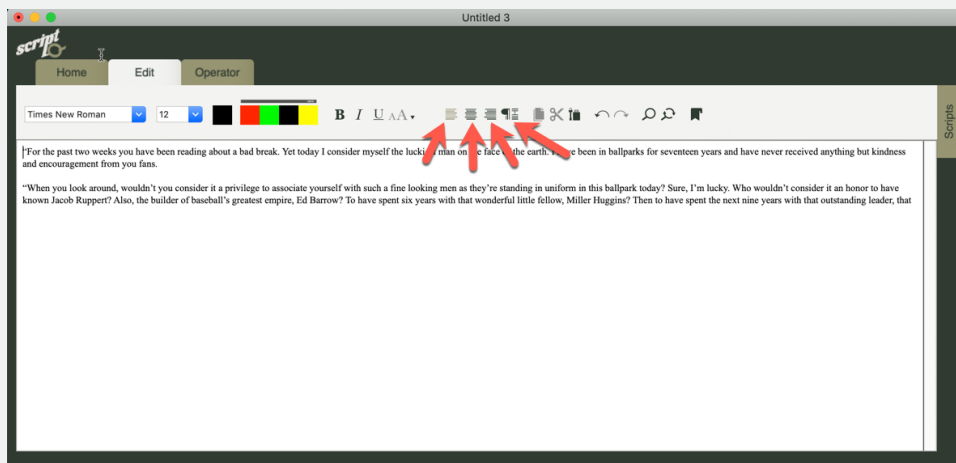 Untitled 3
script
Home Edit Operator
Times New Roman 12 B I U AA
Scripts
“For the past two weeks you have been reading about a bad break. Yet today I consider myself the man on face the earth. been in ballparks for seventeen years and have never received anything but kindness
and encouragement from you fans.
“When you look around, wouldn’t you consider it a privilege to associate yourself with such a fine looking men as they’re standing in uniform in this ballpark today? Sure, I’m lucky. Who wouldn’t consider it an honor to have
known Jacob Ruppert? Also, the builder of baseball’s greatest empire, Ed Barrow? To have spent six years with that wonderful little fellow, Miller Huggins? Then to have spent the next nine years with that outstanding leader, that